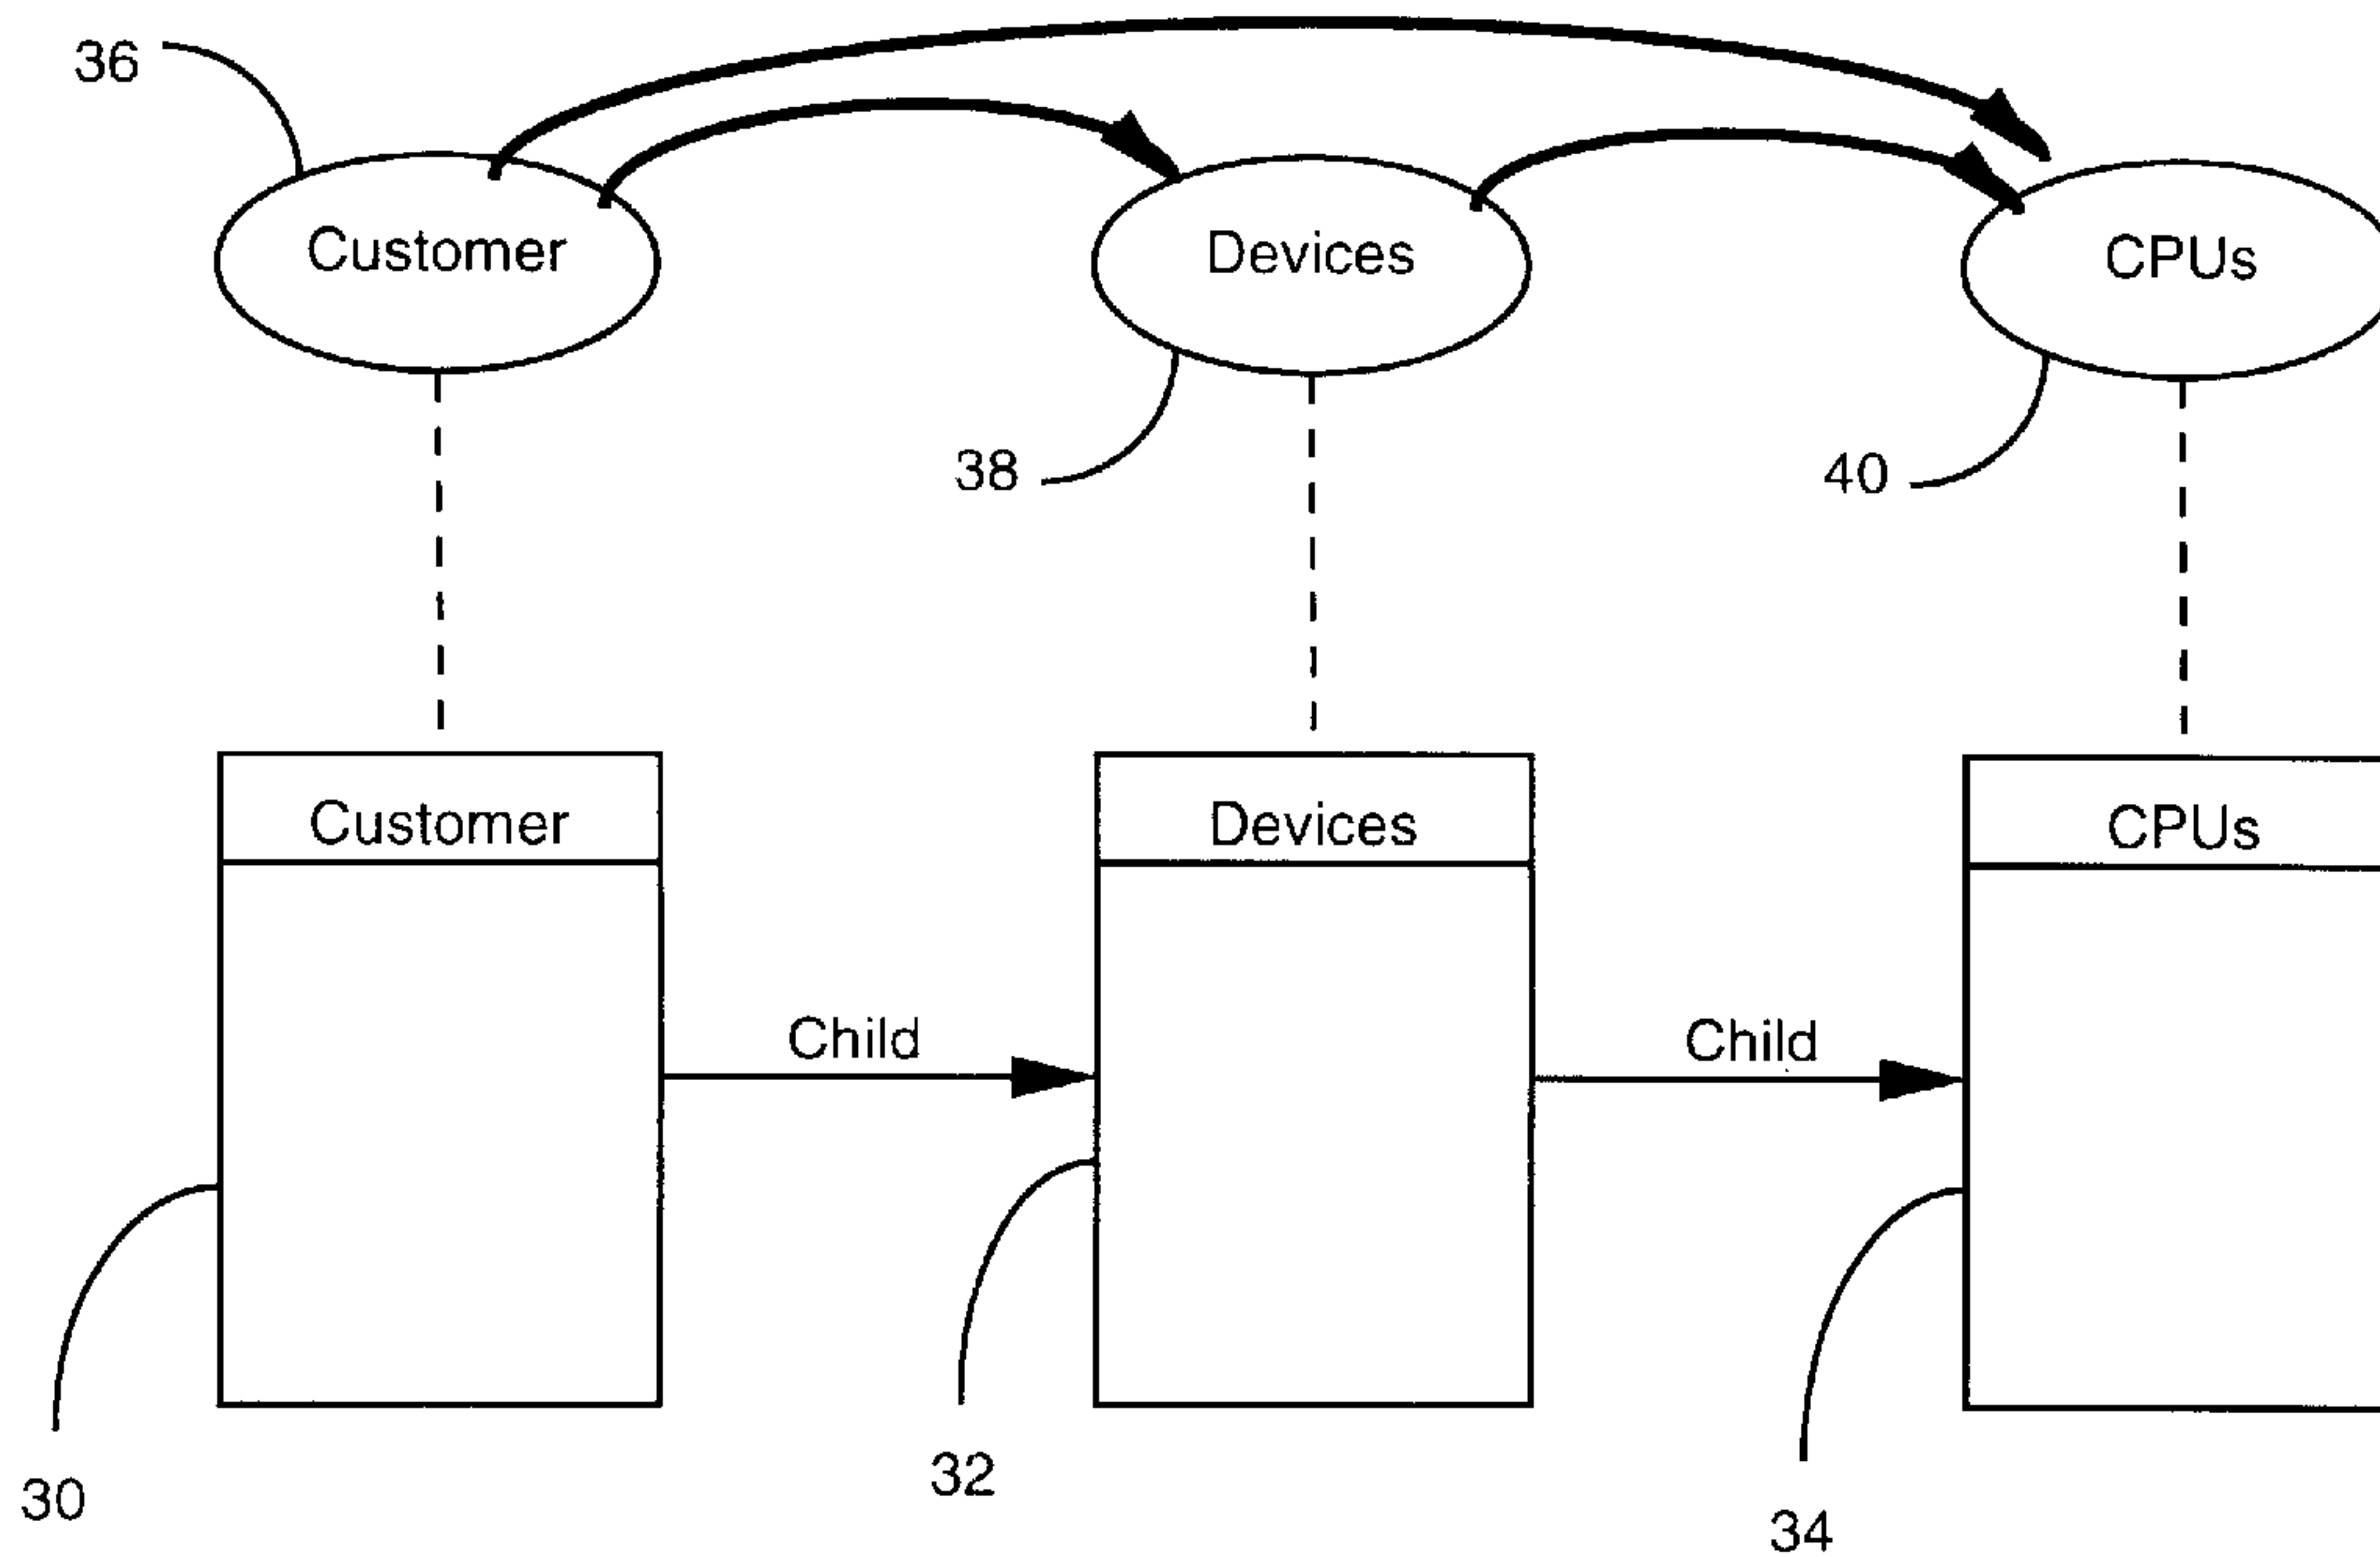 36
Customer
Devices
CPUs
38
40
Customer
Devices
CPUs
Child
Child
30
32
34